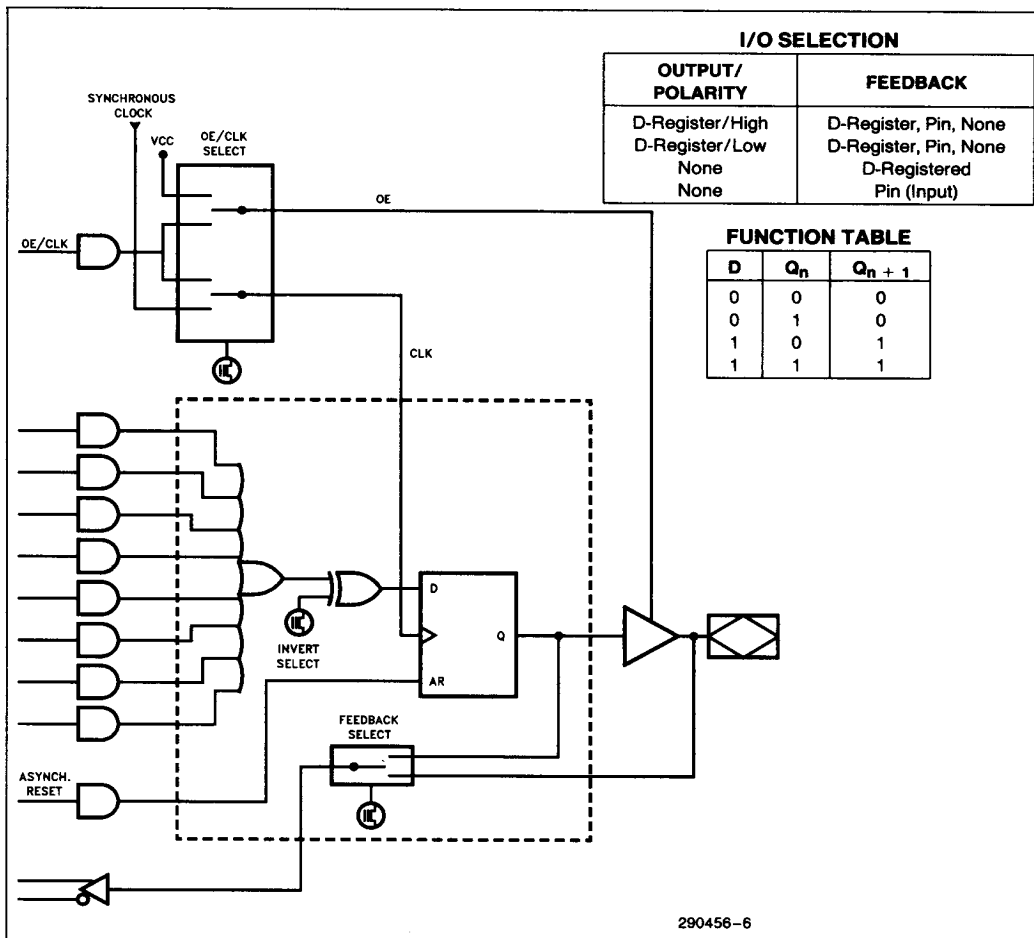 I/O SELECTION
OUTPUT/ POLARITY FEEDBACK
D-Register/High D-Register, Pin, None
D-Register/Low D-Register, Pin, None
None D-Registered
None Pin (Input)
FUNCTION TABLE
D Qn Qn + 1
0 0 0
0 1 0
1 0 1
1 1 1
SYNCHRONOUS
CLOCK
VCC
OE/CLK
SELECT
OE
OE/CLK
CLK
D
Q
AR
INVERT
SELECT
FEEDBACK
SELECT
ASYNCH.
RESET
290456-6